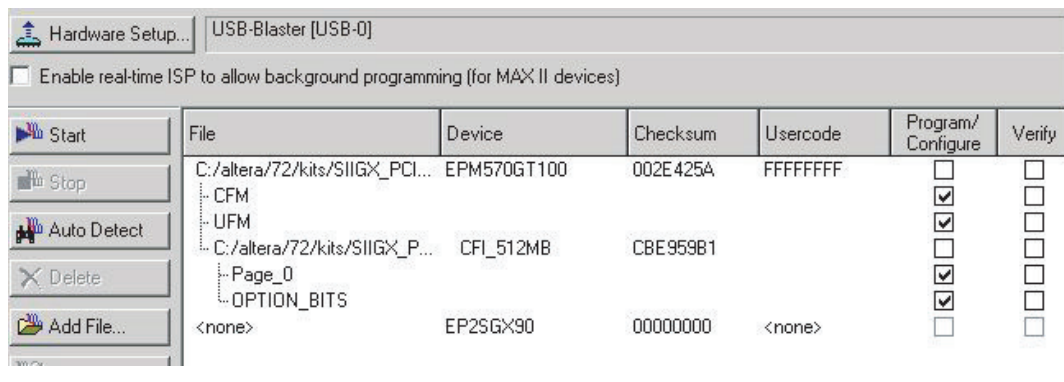 Hardware Setup... USB-Blaster [USB-0]
Enable real-time ISP to allow background programming (for MAX II devices)
Start
Stop
Auto Detect
Delete
Add File...
File Device Checksum Usercode Program/ Configure Verify
C:/altera/72/kits/SIIGX_PCI... EPM570GT100 002E425A FFFFFFFF
CFM
UFM
C:/altera/72/kits/SIIGX_P... CFI_512MB CBE959B1
Page_0
OPTION_BITS
<none> EP2SGX90 00000000 <none>